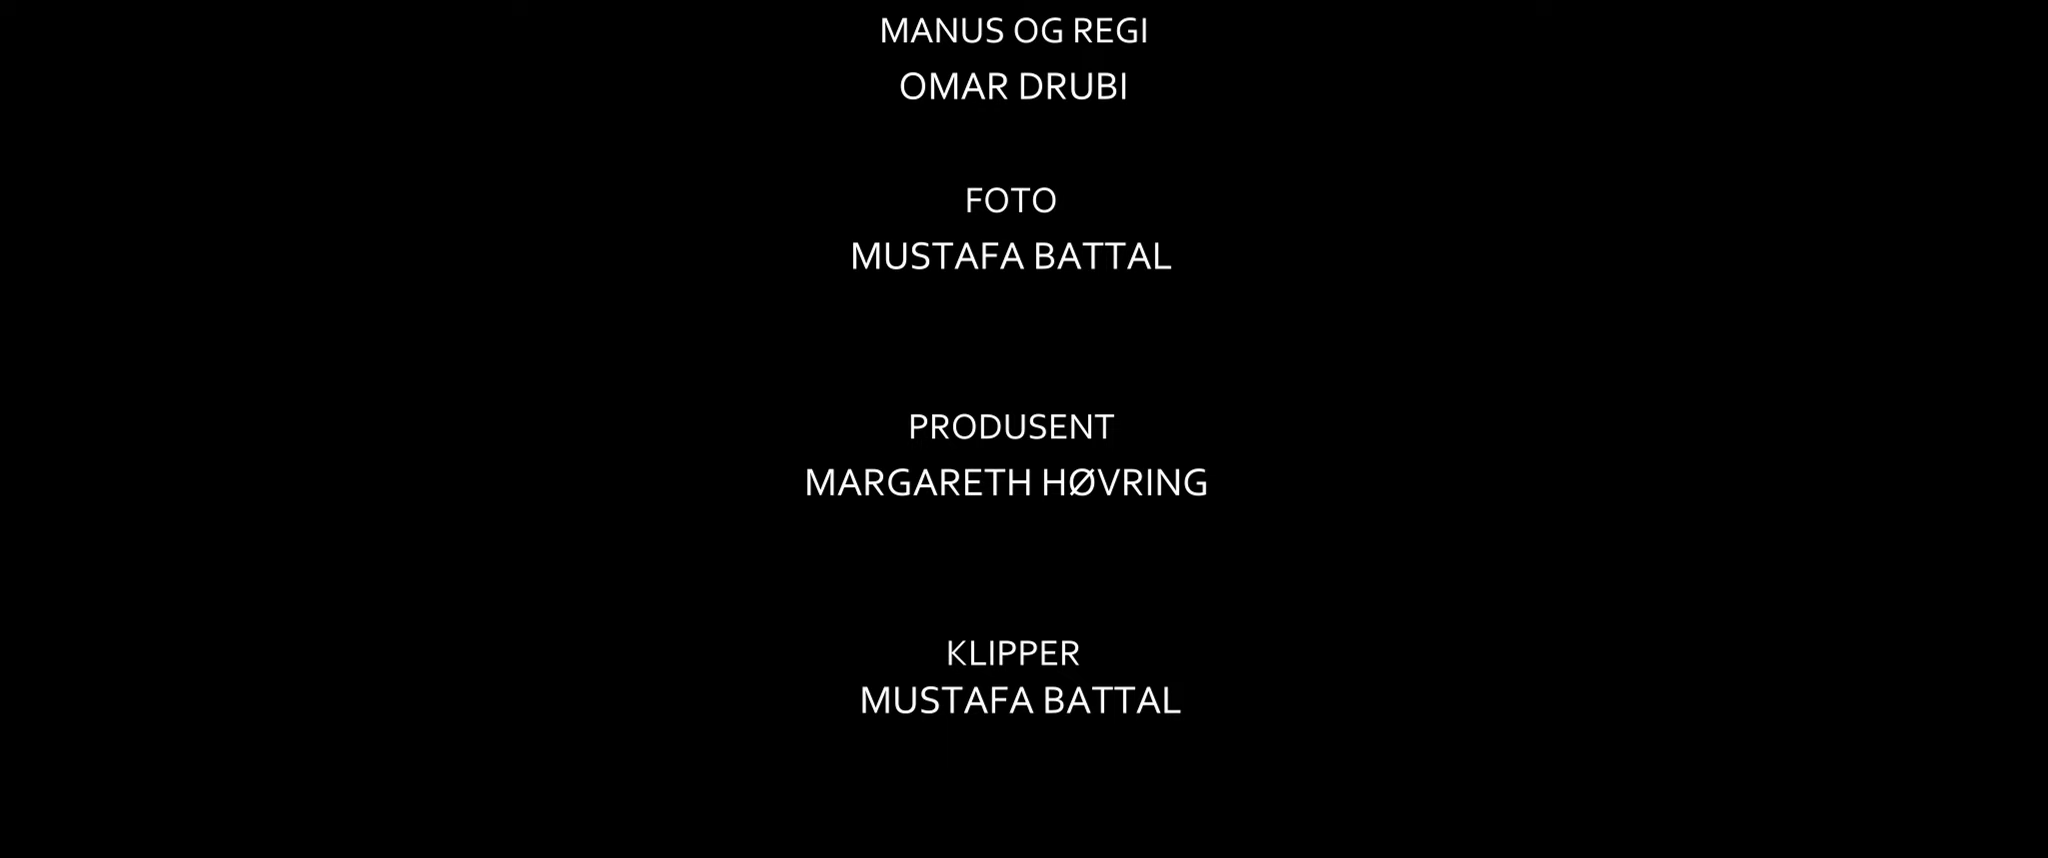 MANUS OG REGI
OMAR DRUBI
FOTO
MUSTAFA BATTAL
PRODUSENT
MARGARETH HØVRING
KLIPPER
MUSTAFA BATTAL